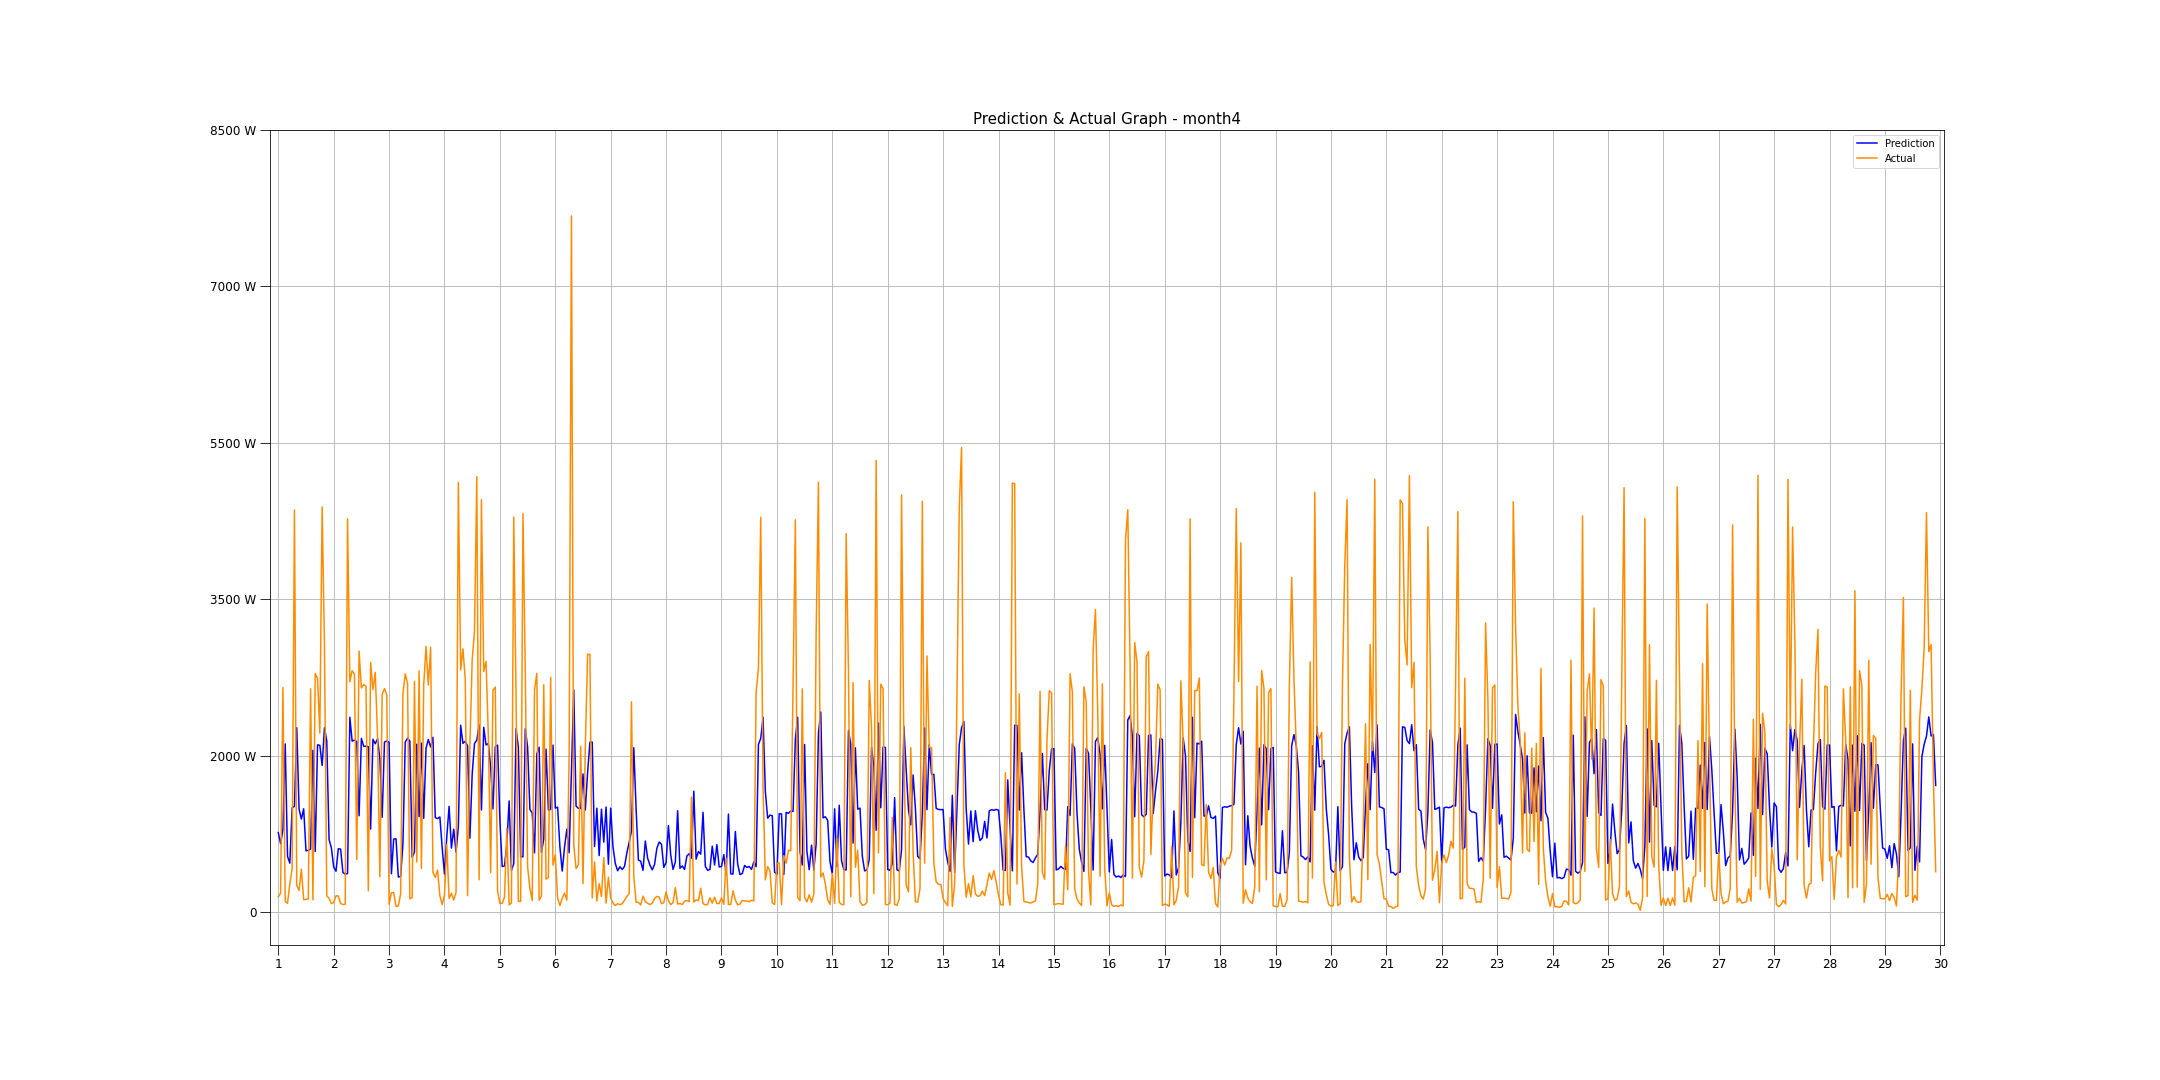 Prediction & Actual Graph - month4
8500 W
7000 W
5500 W
3500 W
2000 W
0
Prediction
Actual
1 2 3 4 5 6 7 8 9 10 11 12 13 14 15 16 17 18 19 20 21 22 23 24 25 26 27 27 28 29 30